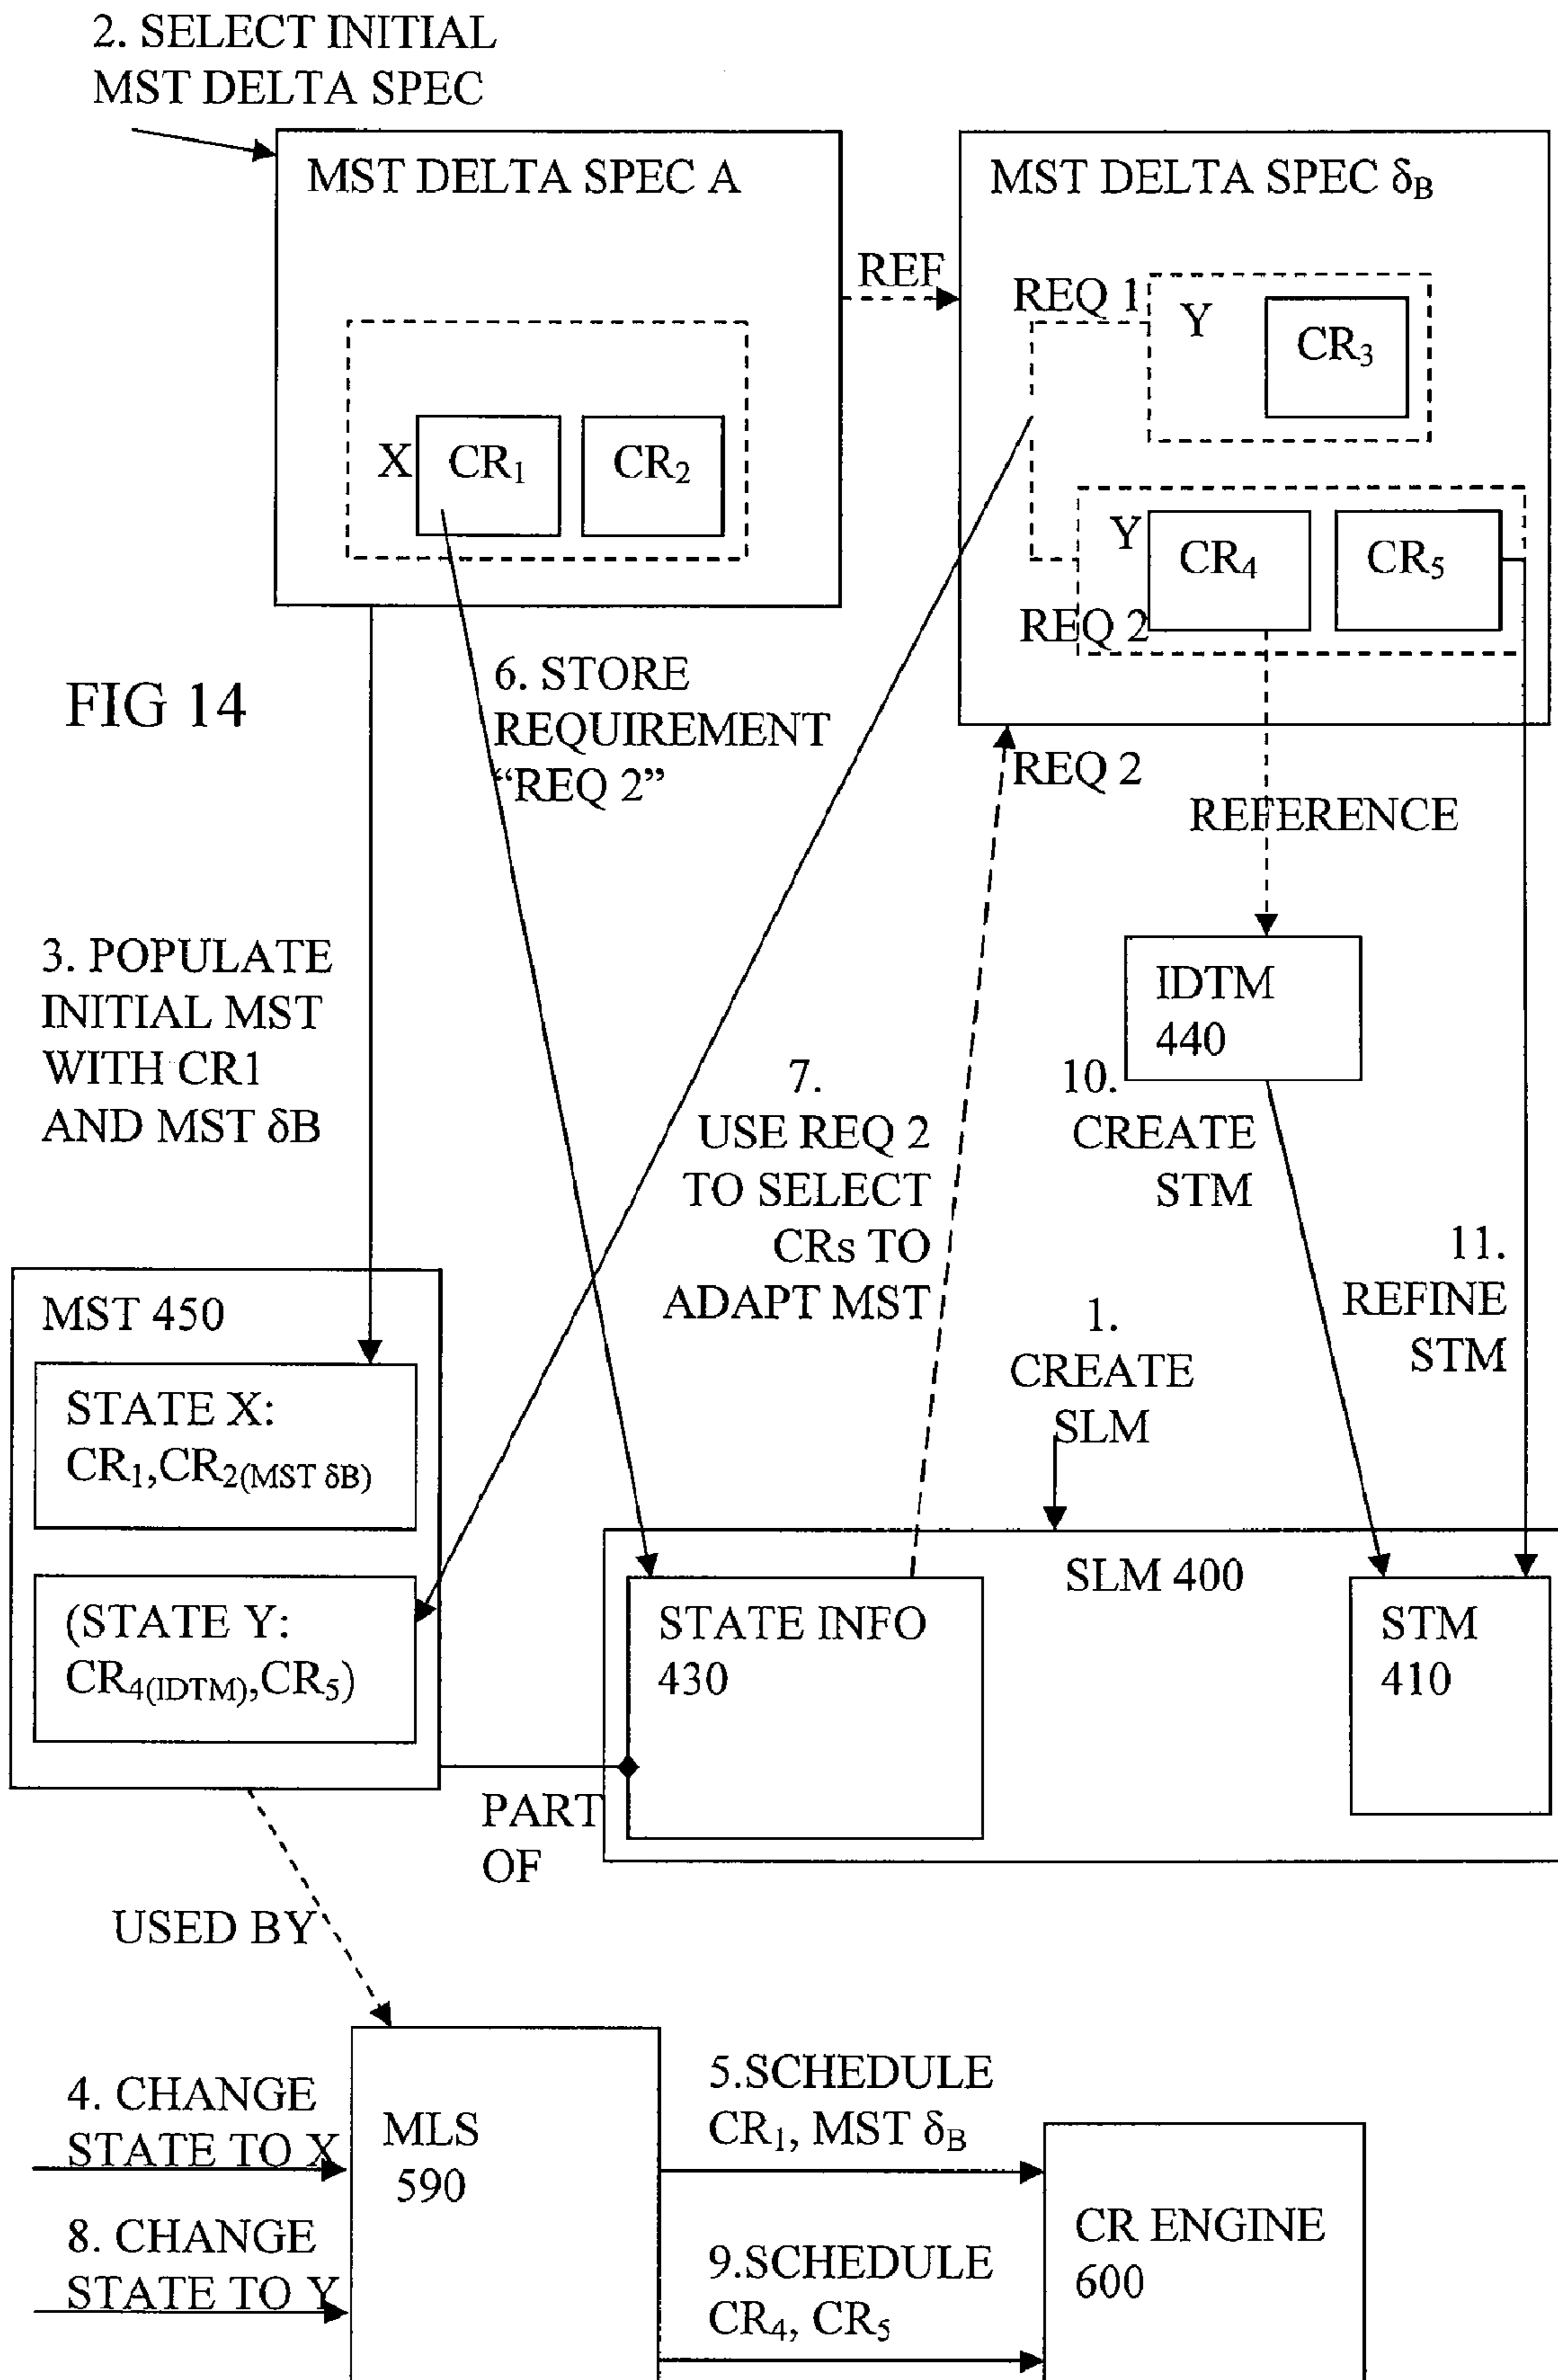 2. SELECT INITIAL
MST DELTA SPEC
MST DELTA SPEC A
X
CR₁
CR₂
REF
MST DELTA SPEC δ_B
REQ 1
Y
CR₃
Y
CR₄
CR₅
REQ 2
FIG 14
6. STORE
REQUIREMENT
“REQ 2”
REQ 2
REFERENCE
3. POPULATE
INITIAL MST
WITH CR1
AND MST δB
IDTM
440
7.
USE REQ 2
TO SELECT
CRs TO
ADAPT MST
10.
CREATE
STM
11.
REFINE
STM
1.
CREATE
SLM
MST 450
STATE X:
CR₁,CR₂(MST δB)
(STATE Y:
CR₄(IDTM),CR₅)
SLM 400
STATE INFO
430
STM
410
PART
OF
USED BY
4. CHANGE
STATE TO X
8. CHANGE
STATE TO Y
MLS
590
5.SCHEDULE
CR₁, MST δ_B
9.SCHEDULE
CR₄, CR₅
CR ENGINE
600